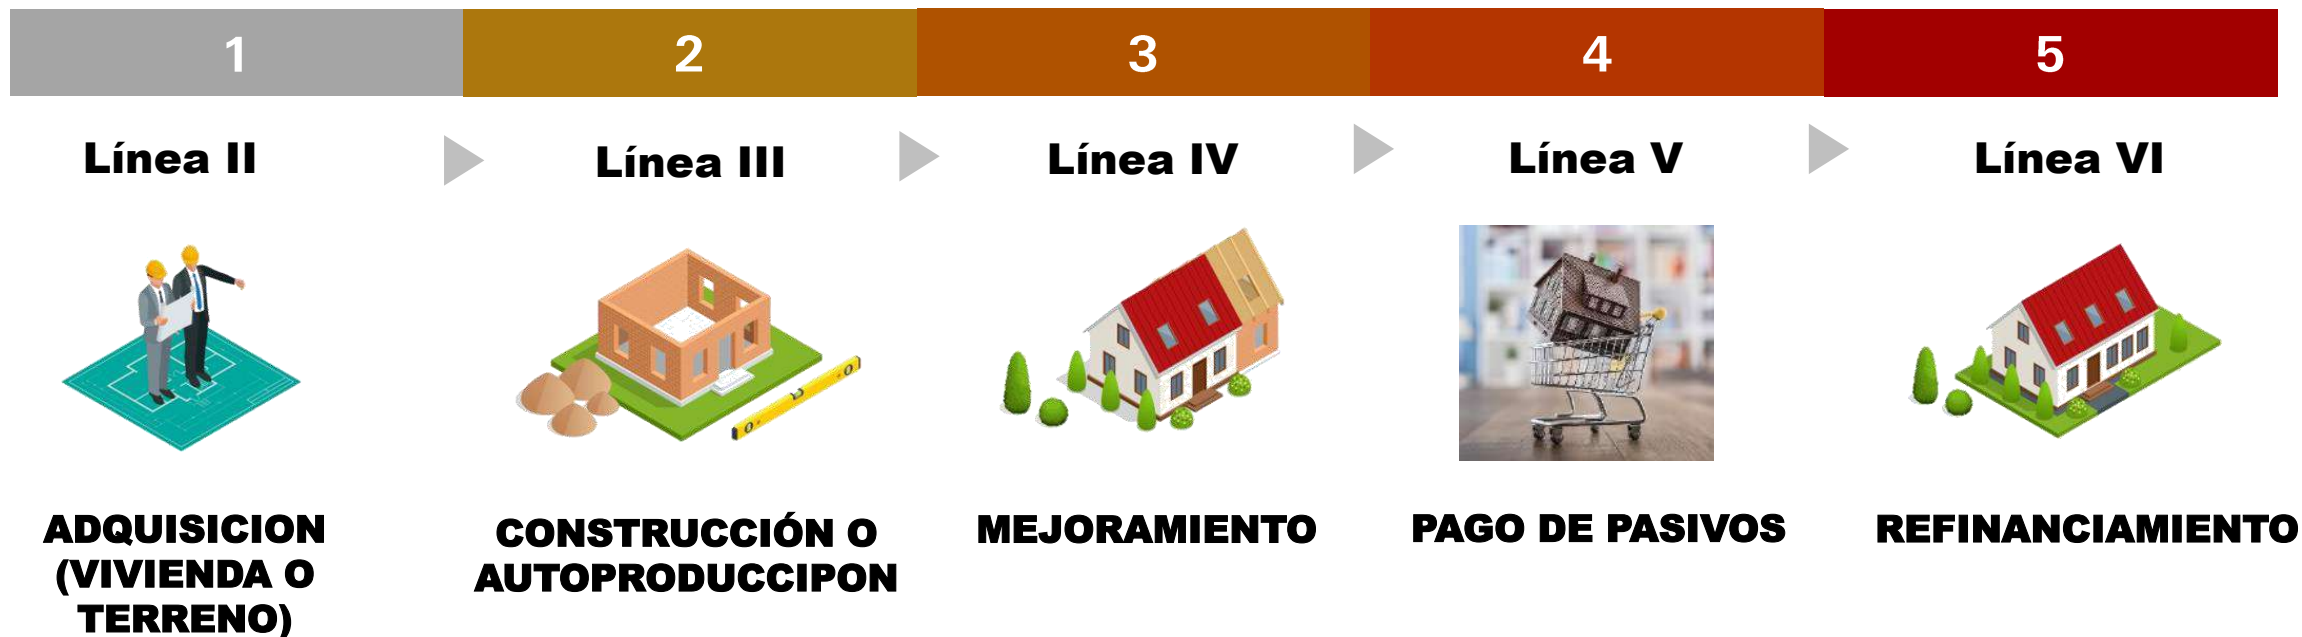 1
2
3
4
5
Línea II
Línea III
Línea IV
Línea V
Línea VI
ADQUISICION
(VIVIENDA O
TERRENO)
CONSTRUCCIÓN O
AUTOPRODUCCIPON
MEJORAMIENTO
PAGO DE PASIVOS
REFINANCIAMIENTO